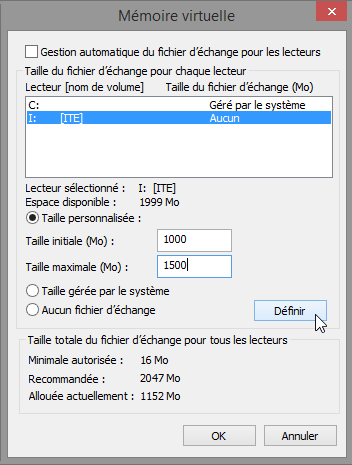 Mémoire virtuelle
Gestion automatique du fichier d'échange pour les lecteurs
Taille du fichier d'échange pour chaque lecteur
Lecteur [nom de volume] Taille du fichier d'échange (Mo)
C: Géré par le système
I: [ITE] Aucun
Lecteur sélectionné : I: [ITE]
Espace disponible : 1999 Mo
Taille personnalisée :
Taille initiale (Mo) : 1000
Taille maximale (Mo) : 1500
Taille gérée par le système
Aucun fichier d'échange Définir
Taille totale du fichier d'échange pour tous les lecteurs
Minimale autorisée : 16 Mo
Recommandée : 2047 Mo
Allouée actuellement : 1152 Mo
OK Annuler